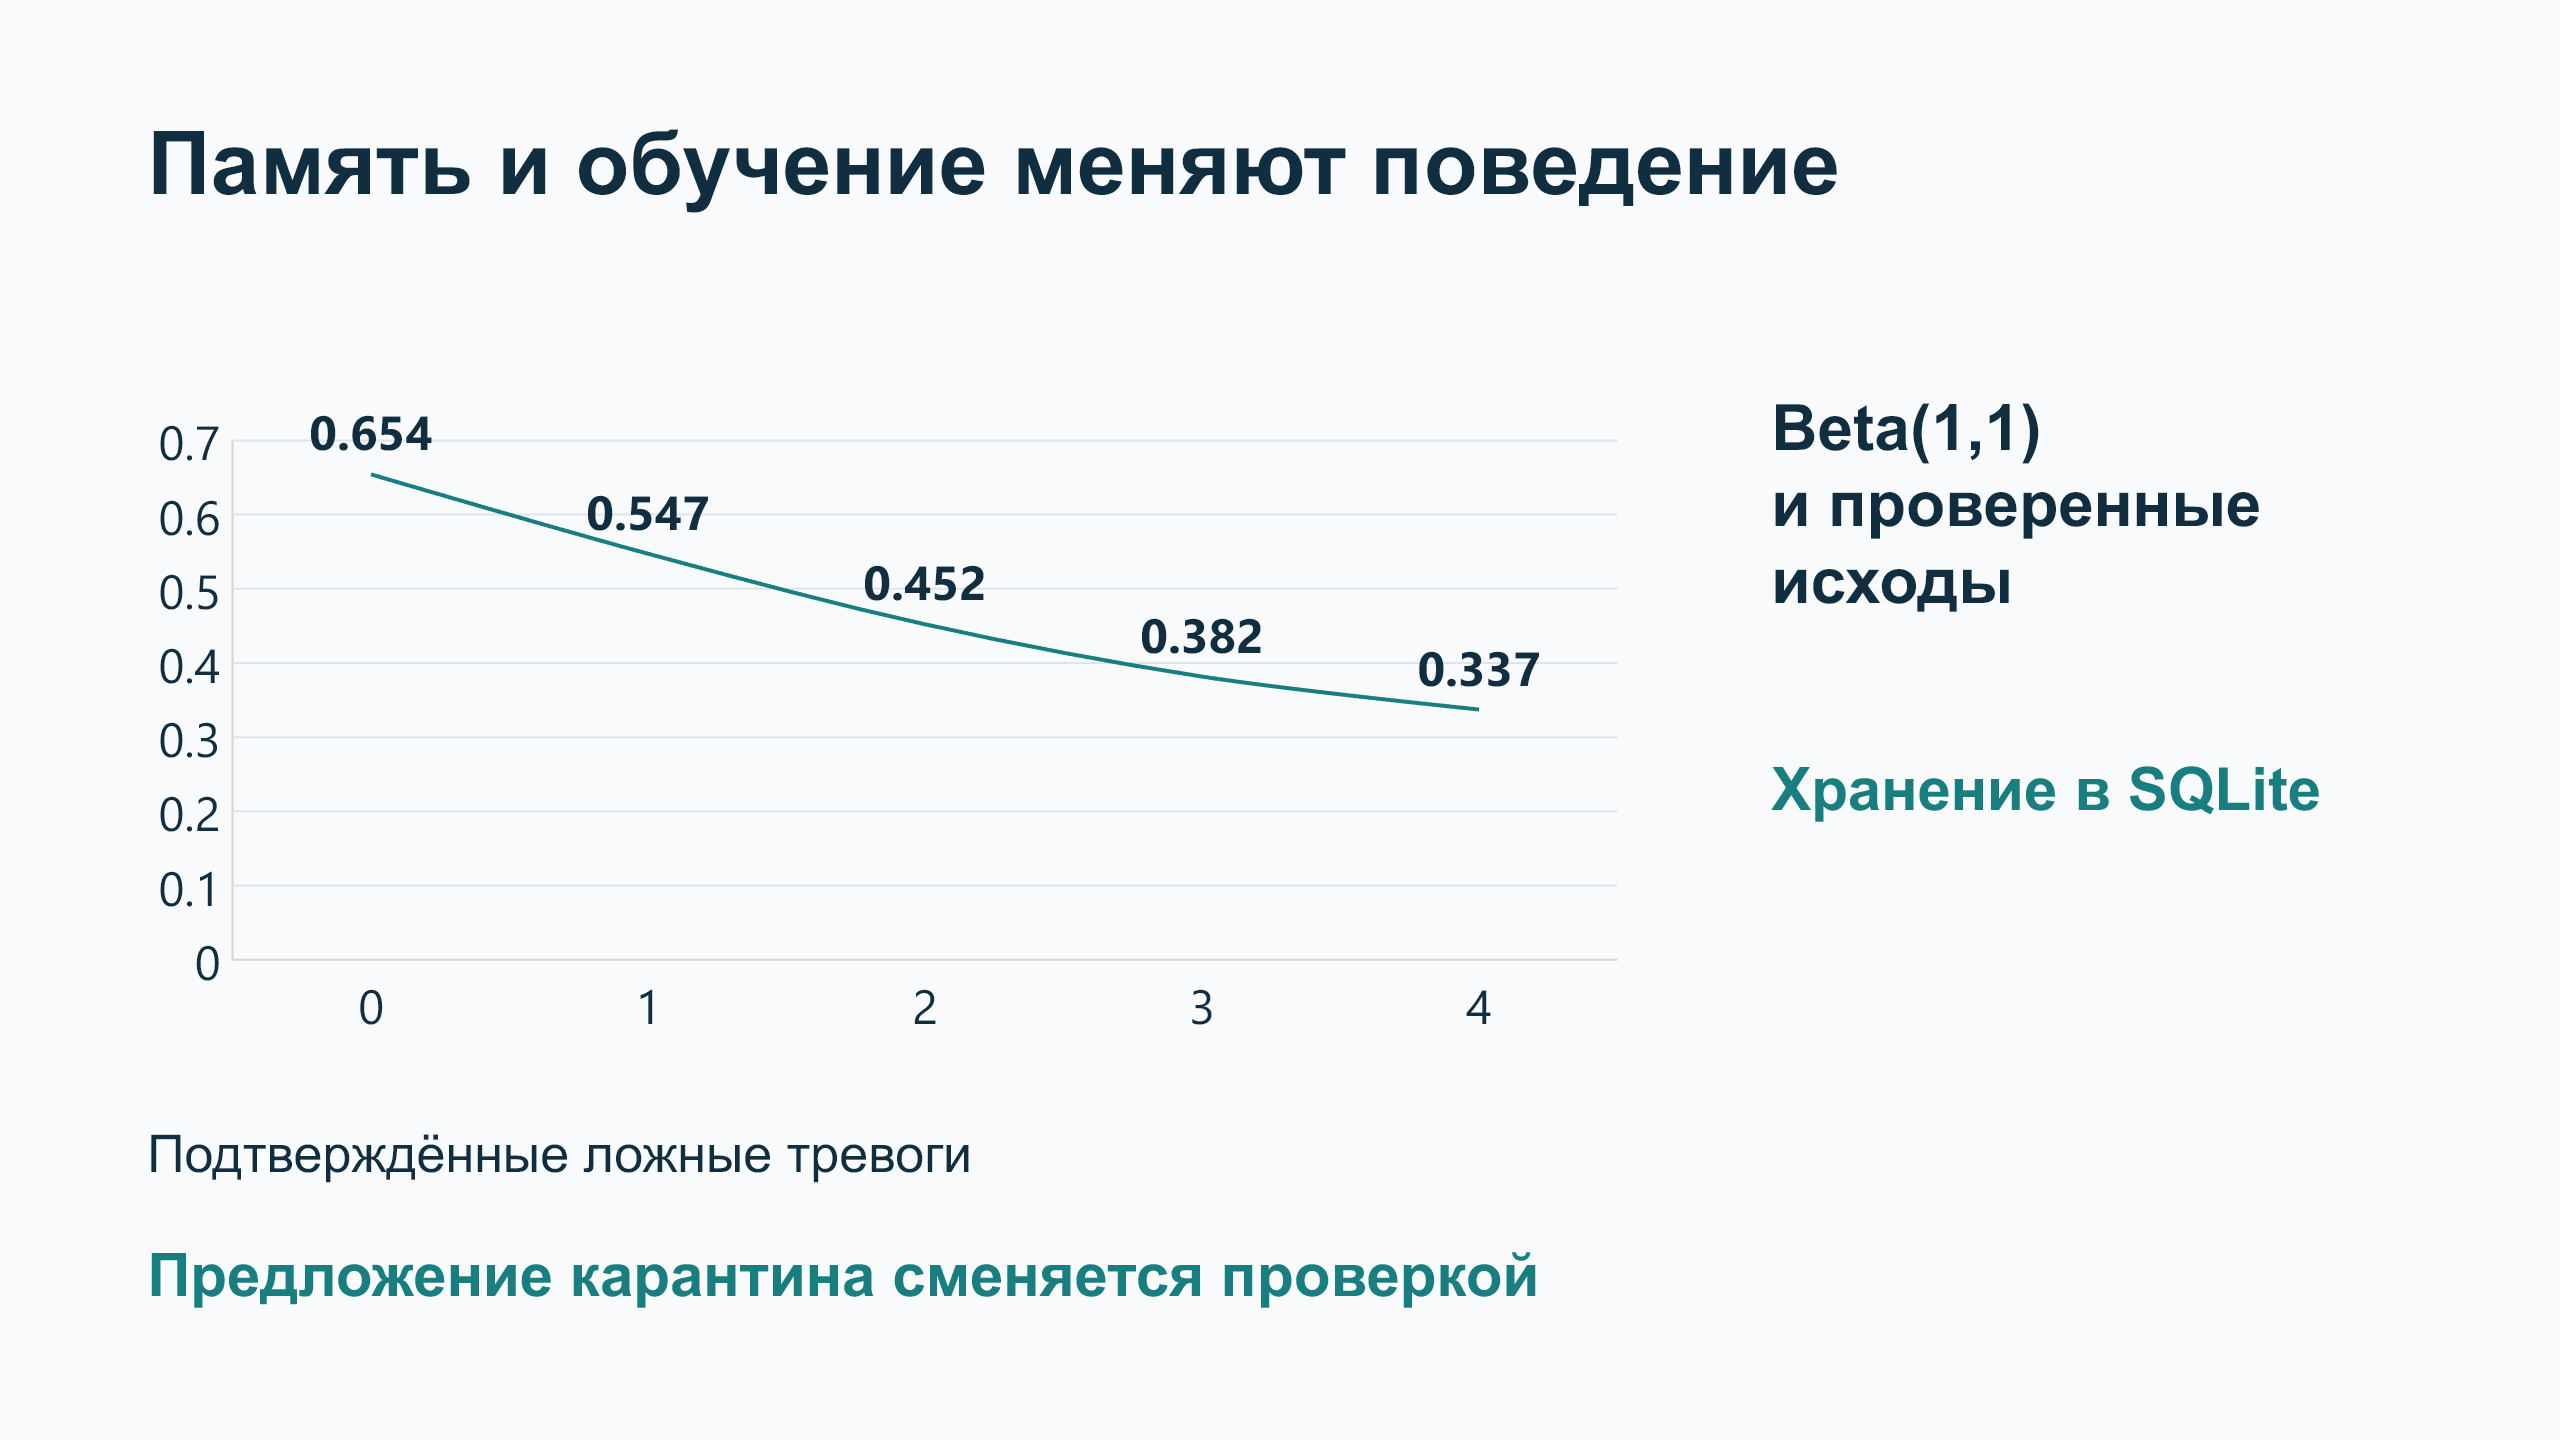 Память и обучение меняют поведение
0.7
0.6
0.5
0.4
0.3
0.2
0.1
0
0.654
0.547
0.452
0.382
0.337
0 1 2 3 4
Beta(1,1)
и проверенные
исходы
Хранение в SQLite
Подтверждённые ложные тревоги
Предложение карантина сменяется проверкой